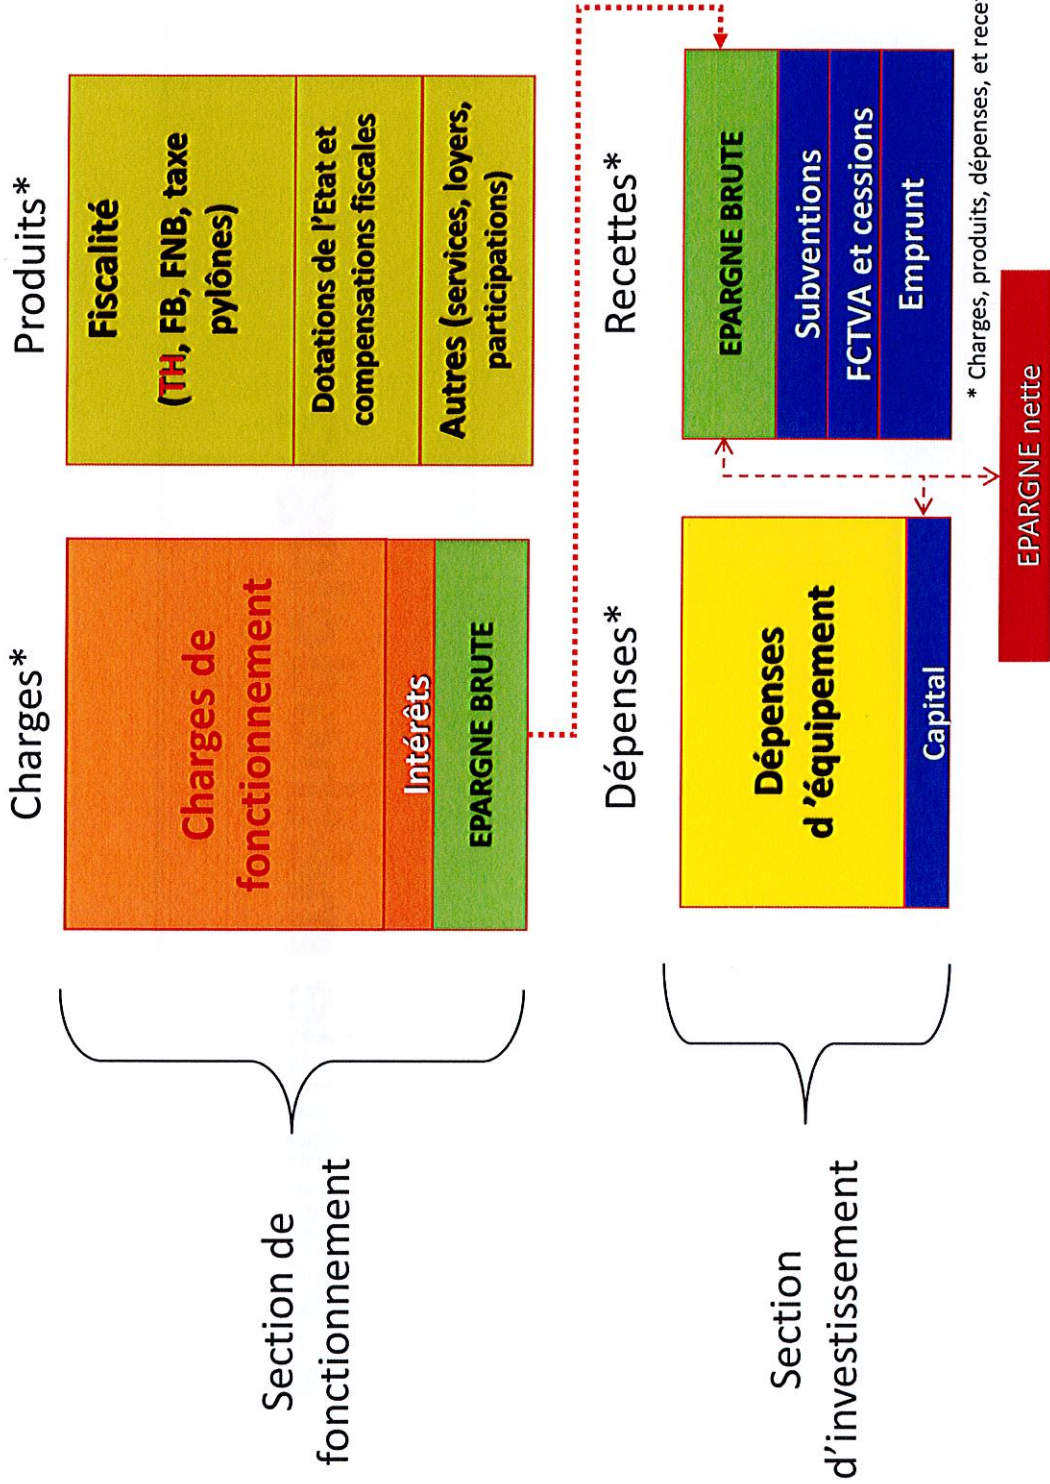 Charges*
Produits*
Section de
fonctionnement
Charges de
fonctionnement
Intérêts
EPARGNE BRUTE
Fiscalité
(TH, FB, FNB, taxe
pylônes)
Dotations de l'Etat et
compensations fiscales
Autres (services, loyers,
participations)
Dépenses*
Recettes*
Section
d'investissement
Dépenses
d 'équipement
Capital
EPARGNE BRUTE
Subventions
FCTVA et cessions
Emprunt
* Charges, produits, dépenses, et
EPARGNE nette